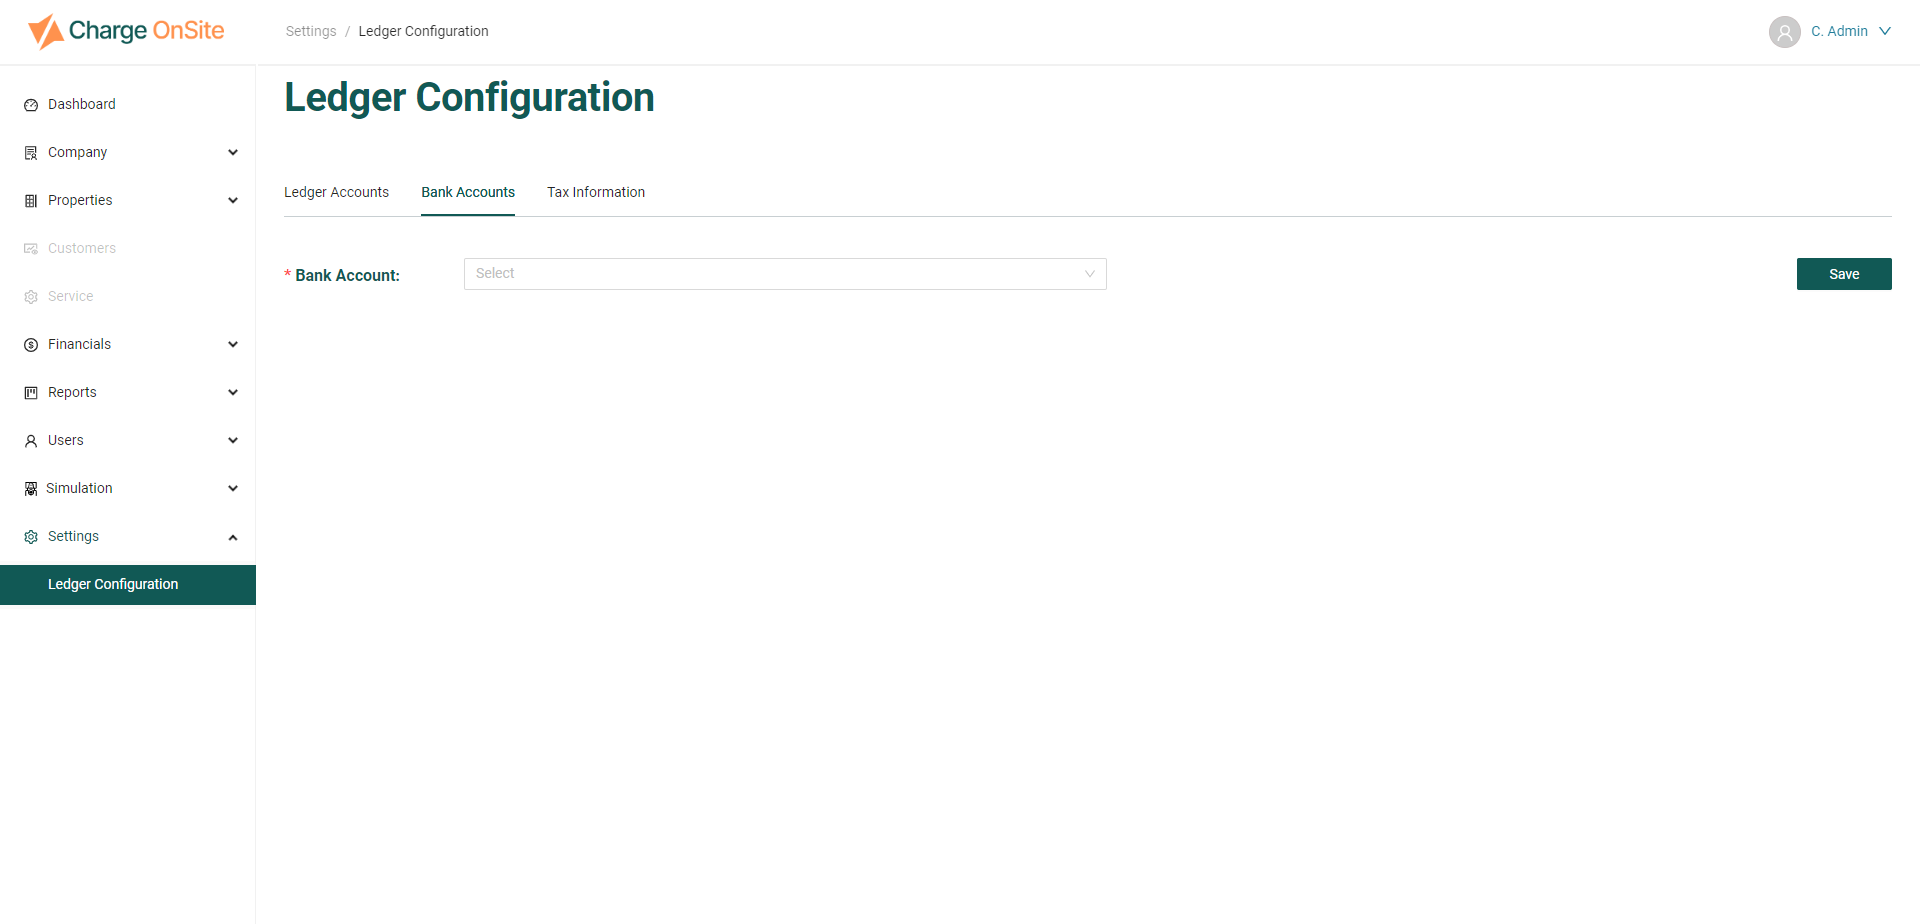 Charge OnSite
Settings / Ledger Configuration
C. Admin
Dashboard
Company
Properties
Customers
Service
Financials
Reports
Users
Simulation
Settings
Ledger Configuration
Ledger Configuration
Ledger Accounts Bank Accounts Tax Information
* Bank Account: Select Save